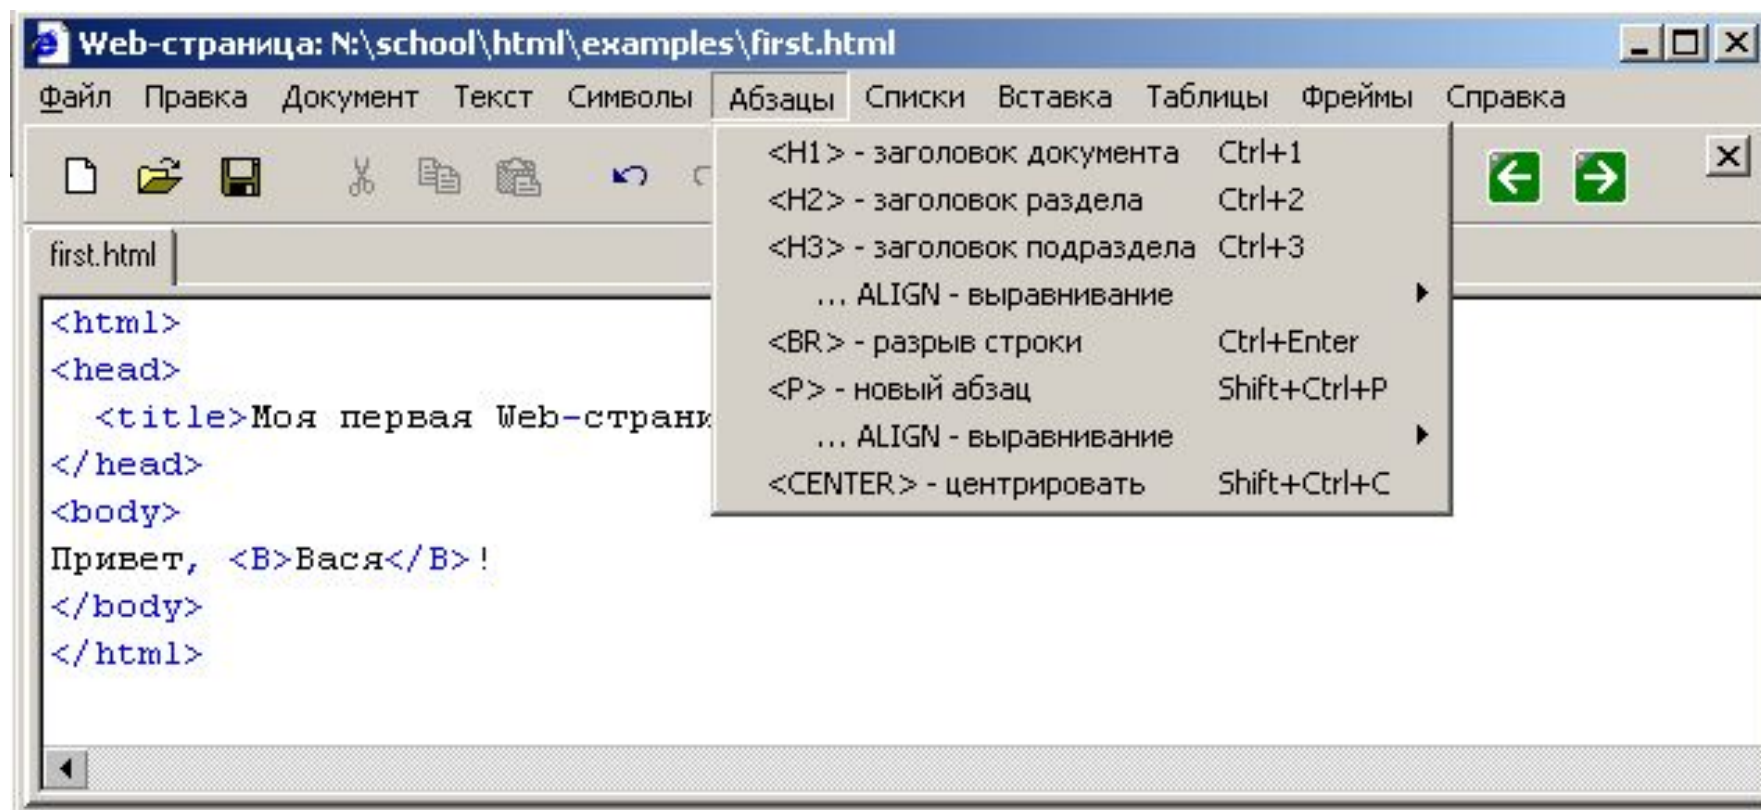 Web-страница: N:\school\html\examples\first.html
Файл Правка Документ Текст Символы Абзацы Списки Вставка Таблицы Фреймы Справка
<H1> - заголовок документа Ctrl+1
<H2> - заголовок раздела Ctrl+2
<H3> - заголовок подраздела Ctrl+3
... ALIGN - выравнивание
<BR> - разрыв строки Ctrl+Enter
<P> - новый абзац Shift+Ctrl+P
... ALIGN - выравнивание
<CENTER> - центрировать Shift+Ctrl+C
first.html
<html>
<head>
<title>Моя первая Web-страни
</head>
<body>
Привет, <B>Вася</B>!
</body>
</html>